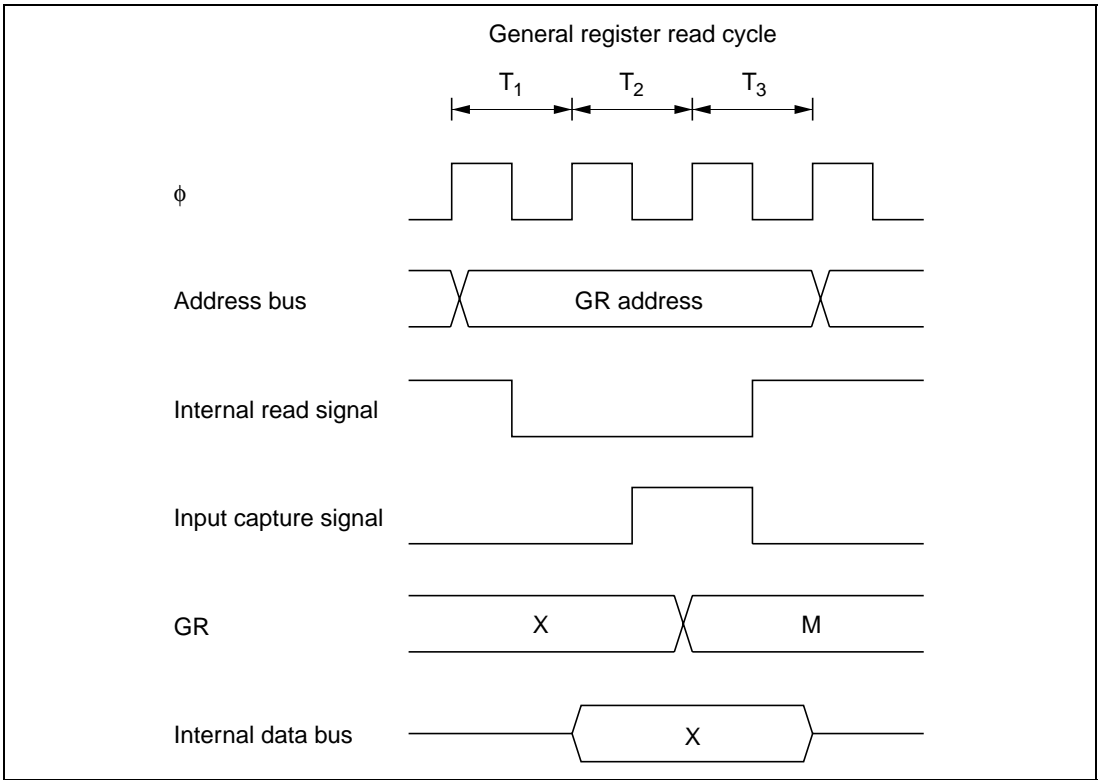 General register read cycle
T1 T2 T3
φ
Address bus GR address
Internal read signal
Input capture signal
GR X M
Internal data bus X